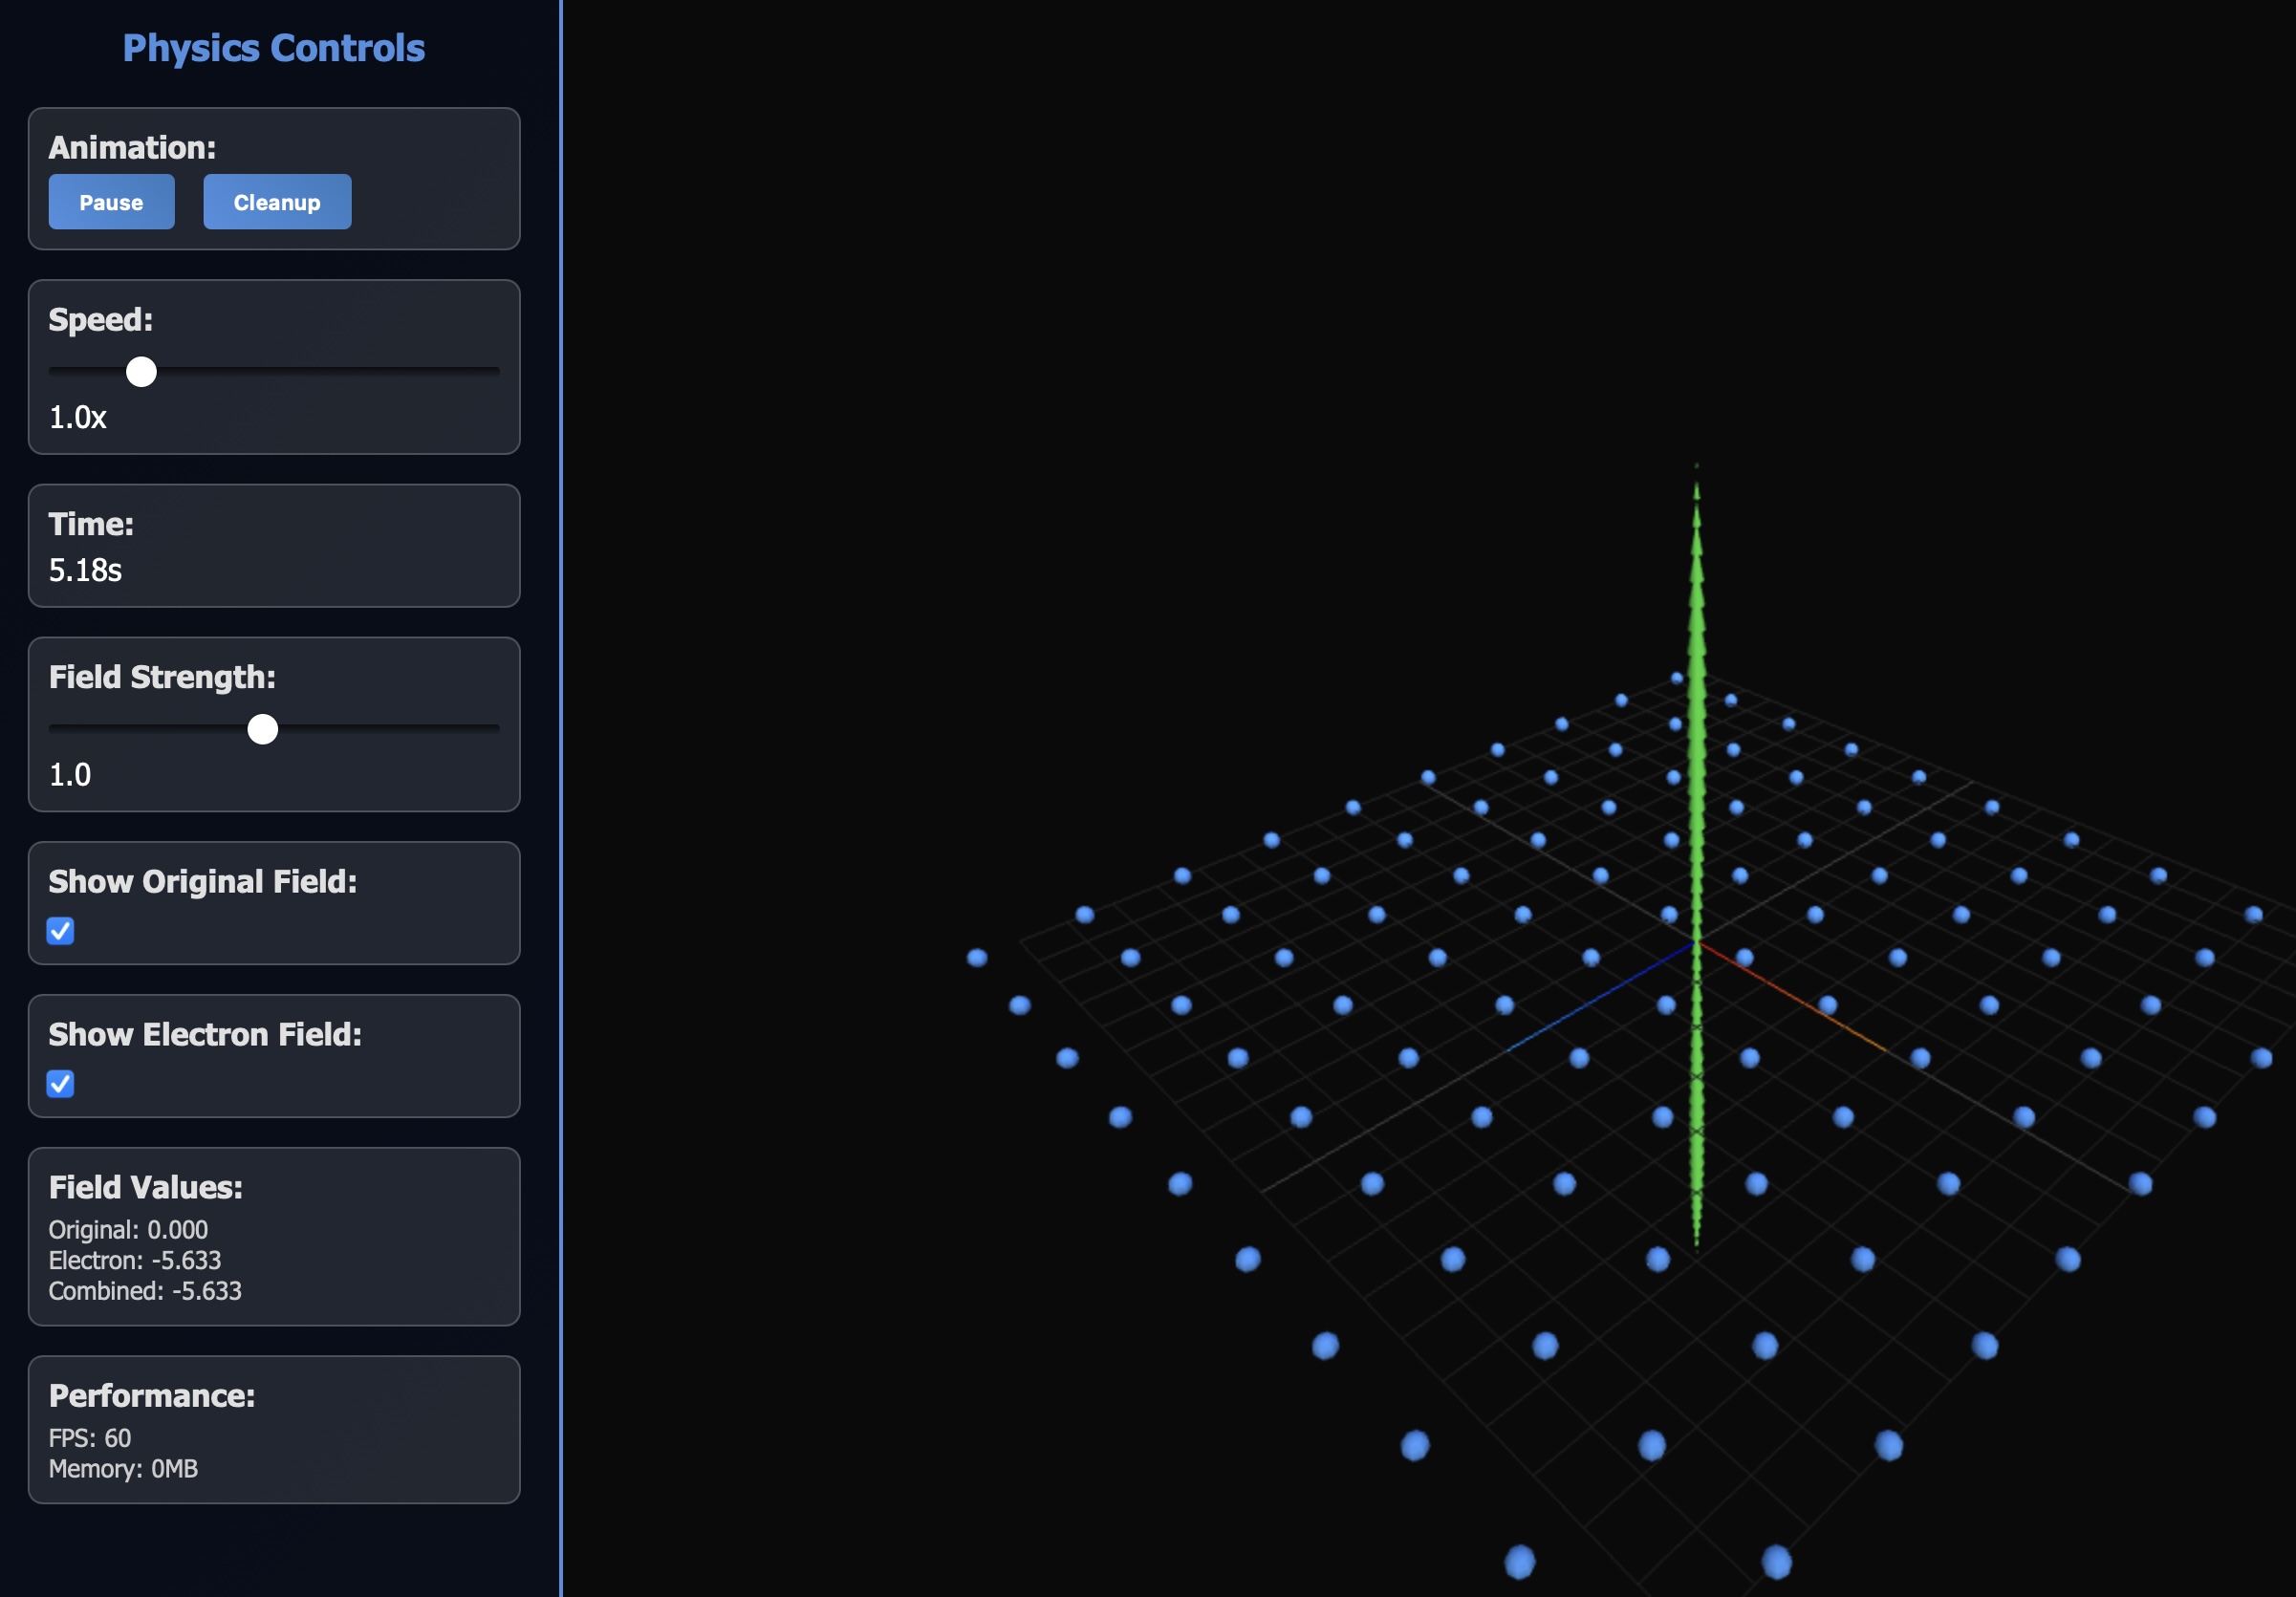 Physics Controls
Animation:
Pause Cleanup
Speed:
1.0x
Time:
5.18s
Field Strength:
1.0
Show Original Field:
Show Electron Field:
Field Values:
Original: 0.000
Electron: -5.633
Combined: -5.633
Performance:
FPS: 60
Memory: 0MB